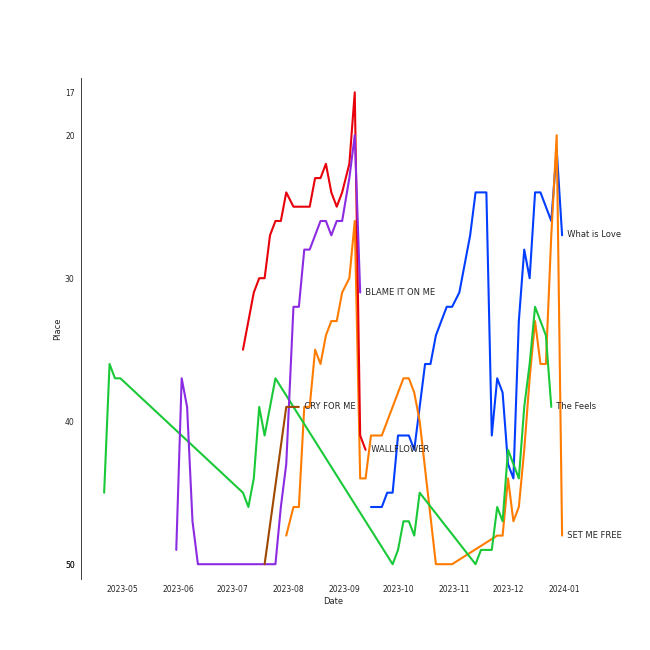 17
20
30
40
50
Place
What is Love
BLAME IT ON ME
CRY FOR ME
The Feels
WALLFLOWER
SET ME FREE
2023-05 2023-06 2023-07 2023-08 2023-09 2023-10 2023-11 2023-12 2024-01
Date